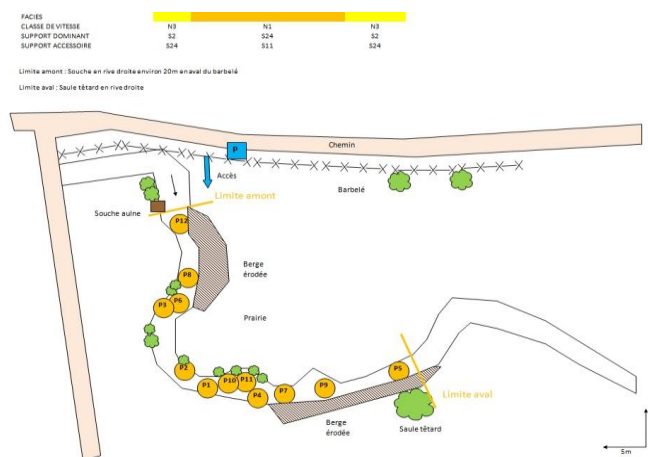 FACIES
CLASSE DE VITESSE N3 N1 N3
SUPPORT DOMINANT S2 S24 S2
SUPPORT ACCESSOIRE S24 S11 S24
Limite amont : Souche en rive droite environ 20m en aval du barbelé
Limite aval : Saule têtard en rive droite
Chemin
P
Accès
Barbelé
Limite amont
Souche aulne
P12
Berge
érodée
P8
P3 P6
Prairie
P2
P1 P10 P11
P4 P7 P9 P5
Limite aval
Berge
érodée
Saule têtard
5m